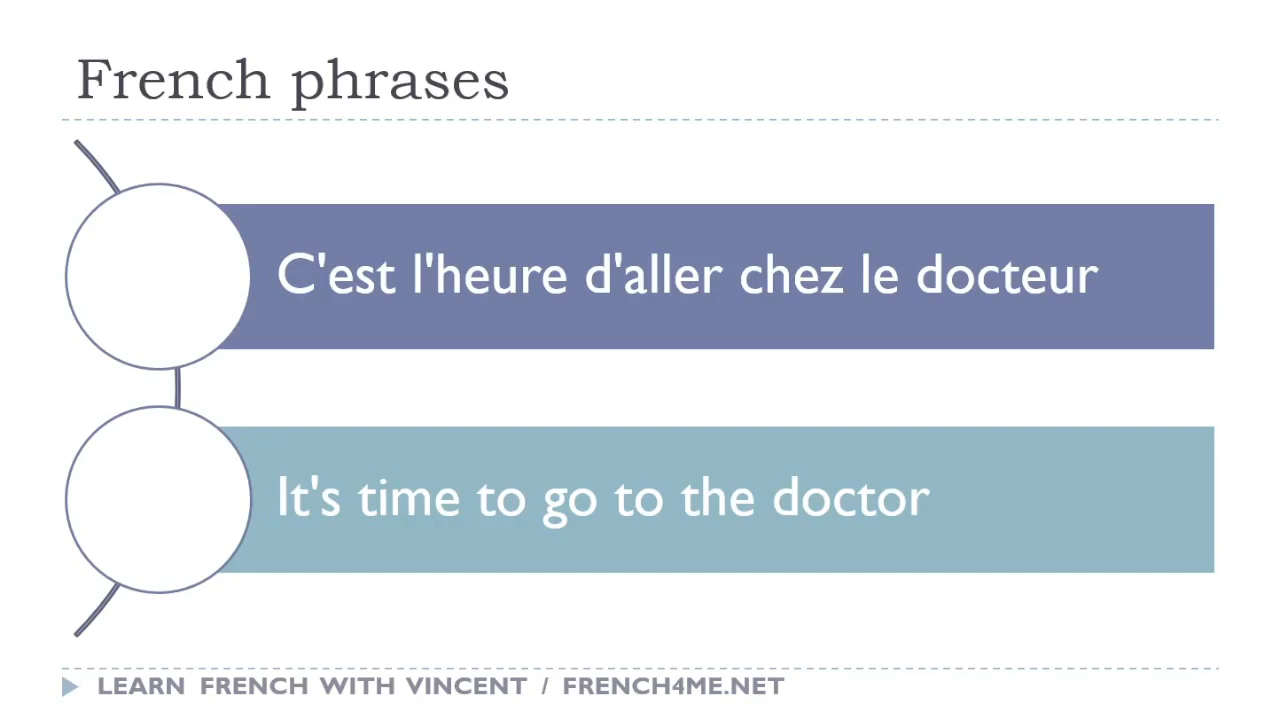 French phrases
C'est l'heure d'aller chez le docteur
It's time to go to the doctor
LEARN FRENCH WITH VINCENT / FRENCH4ME.NET